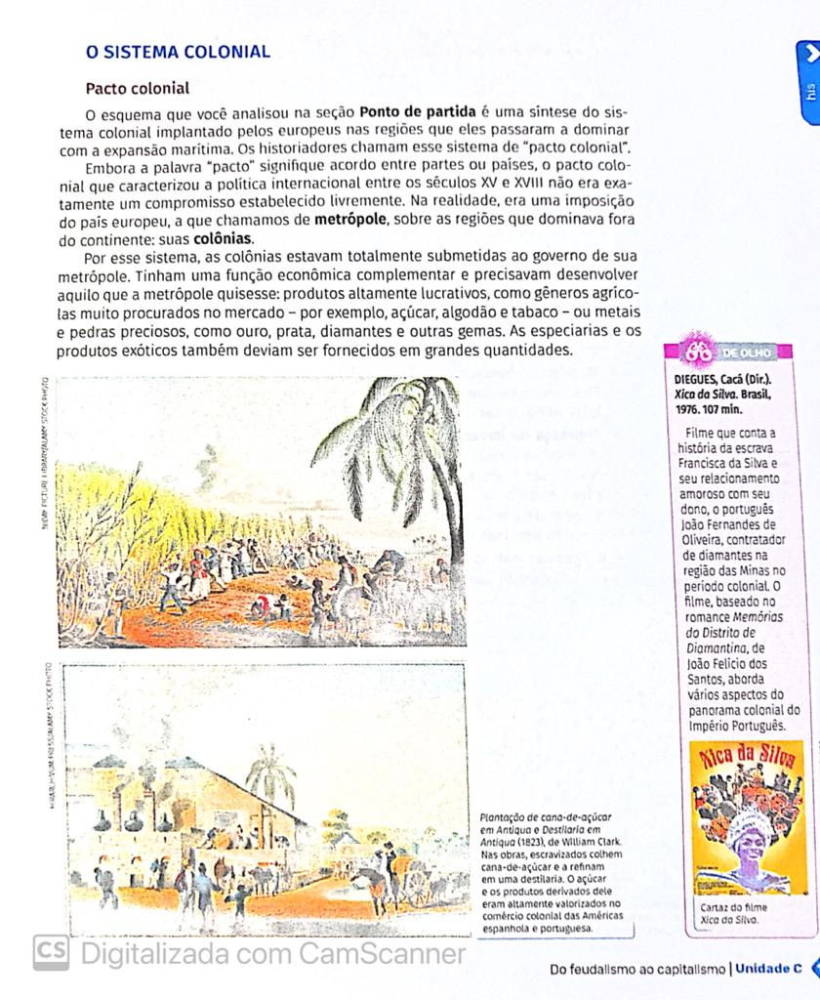 O SISTEMA COLONIAL
Pacto colonial
O esquema que você analisou na seção Ponto de partida é uma síntese do sis-
tema colonial implantado pelos europeus nas regiões que eles passaram a dominar
com a expansão marítima. Os historiadores chamam esse sistema de “pacto colonial”.
Embora a palavra “pacto” signifique acordo entre partes ou países, o pacto colo-
nial que caracterizou a política internacional entre os séculos XV e XVIII não era exa-
tamente um compromisso estabelecido livremente. Na realidade, era uma imposição
do país europeu, a que chamamos de metrópole, sobre as regiões que dominava fora
do continente: suas colônias.
Por esse sistema, as colônias estavam totalmente submetidas ao governo de sua
metrópole. Tinham uma função econômica complementar e precisavam desenvolver
aquilo que a metrópole quisesse: produtos altamente lucrativos, como gêneros agríco-
las muito procurados no mercado – por exemplo, açúcar, algodão e tabaco – ou metais
e pedras preciosos, como ouro, prata, diamantes e outras gemas. As especiarias e os
produtos exóticos também deviam ser fornecidos em grandes quantidades.
his
DE OLHO
DIEGUES, Cacá (Dir.).
Xica da Silva. Brasil,
1976. 107 min.
Filme que conta a
história da escrava
Francisca da Silva e
seu relacionamento
amoroso com seu
dono, o português
João Fernandes de
Oliveira, contratador
de diamantes na
região das Minas no
período colonial. O
filme, baseado no
romance Memórias
do Distrito de
Diamantina, de
João Felício dos
Santos, aborda
vários aspectos do
panorama colonial do
Império Português.
Xica da Silva
Cartaz do filme
Xica da Silva.
PICTURE LIBRARY/ALAMY STOCK PHOTO
PRESS/ALAMY STOCK PHOTO
Plantação de cana-de-açúcar
em Antigua e Destilaria em
Antigua (1823), de William Clark.
Nas obras, escravizados colhem
cana-de-açúcar e a refinam
em uma destilaria. O açúcar
e os produtos derivados dele
eram altamente valorizados no
comércio colonial das Américas
espanhola e portuguesa.
CS Digitalizada com CamScanner
Do feudalismo ao capitalismo | Unidade C